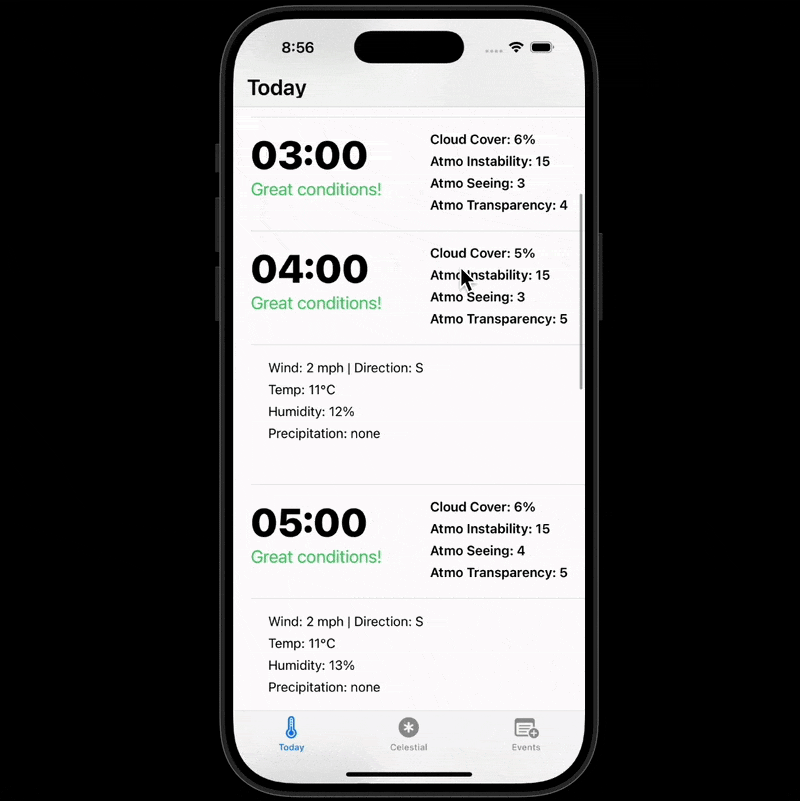 8:56
Today
03:00
Great conditions!
Cloud Cover: 6%
Atmo Instability: 15
Atmo Seeing: 3
Atmo Transparency: 4
04:00
Great conditions!
Cloud Cover: 5%
Atmo Instability: 15
Atmo Seeing: 3
Atmo Transparency: 5
Wind: 2 mph | Direction: S
Temp: 11°C
Humidity: 12%
Precipitation: none
05:00
Great conditions!
Cloud Cover: 6%
Atmo Instability: 15
Atmo Seeing: 4
Atmo Transparency: 5
Wind: 2 mph | Direction: S
Temp: 11°C
Humidity: 13%
Precipitation: none
Today
Celestial
Events